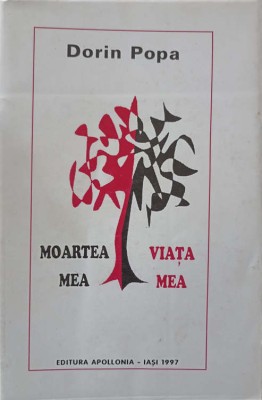 Dorin Popa
MOARTEA VIAȚA
MEA MEA
EDITURA APOLLONIA – IAȘI 1997